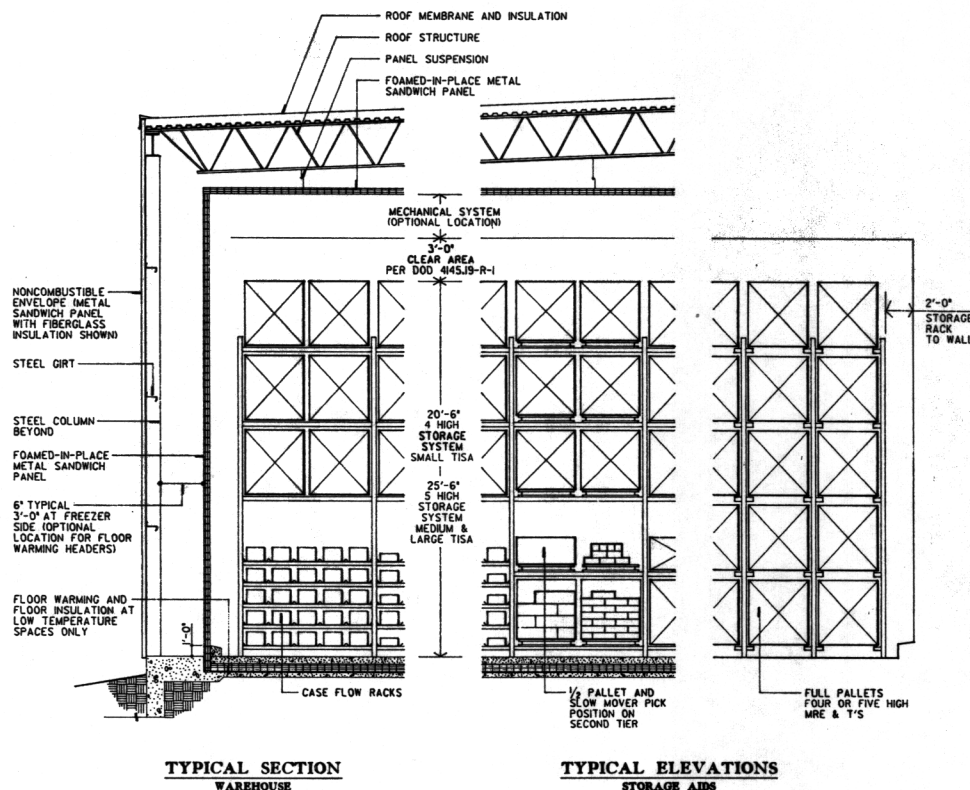 ROOF MEMBRANE AND INSULATION
ROOF STRUCTURE
PANEL SUSPENSION
FOAMED-IN-PLACE METAL
SANDWICH PANEL
MECHANICAL SYSTEM
(OPTIONAL LOCATION)
3'-0"
CLEAR AREA
PER DOD 4145.19-R-1
NONCOMBUSTIBLE
ENVELOPE (METAL
SANDWICH PANEL
WITH FIBERGLASS
INSULATION SHOWN)
STEEL GIRT
STEEL COLUMN
BEYOND
FOAMED-IN-PLACE
METAL SANDWICH
PANEL
6" TYPICAL
3'-0" AT FREEZER
SIDE (OPTIONAL
LOCATION FOR FLOOR
WARMING HEADERS)
FLOOR WARMING AND
FLOOR INSULATION AT
LOW TEMPERATURE
SPACES ONLY
1'-0"
20'-6"
4 HIGH
STORAGE
SYSTEM
SMALL TISA
25'-6"
5 HIGH
STORAGE
SYSTEM
MEDIUM &
LARGE TISA
2'-0"
STORAGE
RACK
TO WALL
CASE FLOW RACKS
1/2 PALLET AND
SLOW MOVER PICK
POSITION ON
SECOND TIER
FULL PALLETS
FOUR OR FIVE HIGH
MRE & T'S
TYPICAL SECTION
WAREHOUSE
TYPICAL ELEVATIONS
STORAGE AIDS